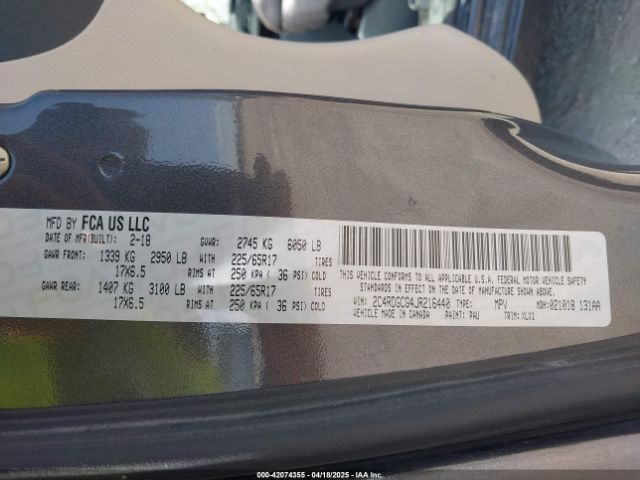 MFD BY FCA US LLC
DATE OF MFR(BUILT): 2-18 GVWR: 2745 KG 6050 LB
GAWR FRONT: 1339 KG 2950 LB WITH 225/65R17 TIRES
17X6.5 RIMS AT 250 KPA ( 36 PSI) COLD
GAWR REAR: 1407 KG 3100 LB WITH 225/65R17 TIRES
17X6.5 RIMS AT 250 KPA ( 36 PSI) COLD
THIS VEHICLE CONFORMS TO ALL APPLICABLE U.S.A. FEDERAL MOTOR VEHICLE SAFETY
STANDARDS IN EFFECT ON THE DATE OF MANUFACTURE SHOWN ABOVE.
VIN: 2C4RDGCG4JR216440 TYPE: MPV MDH:021018 131AA
VEHICLE MADE IN CANADA PAINT: PAU TRIM: XLX1
000-42074355 - 04/18/2025 - IAAI.COM